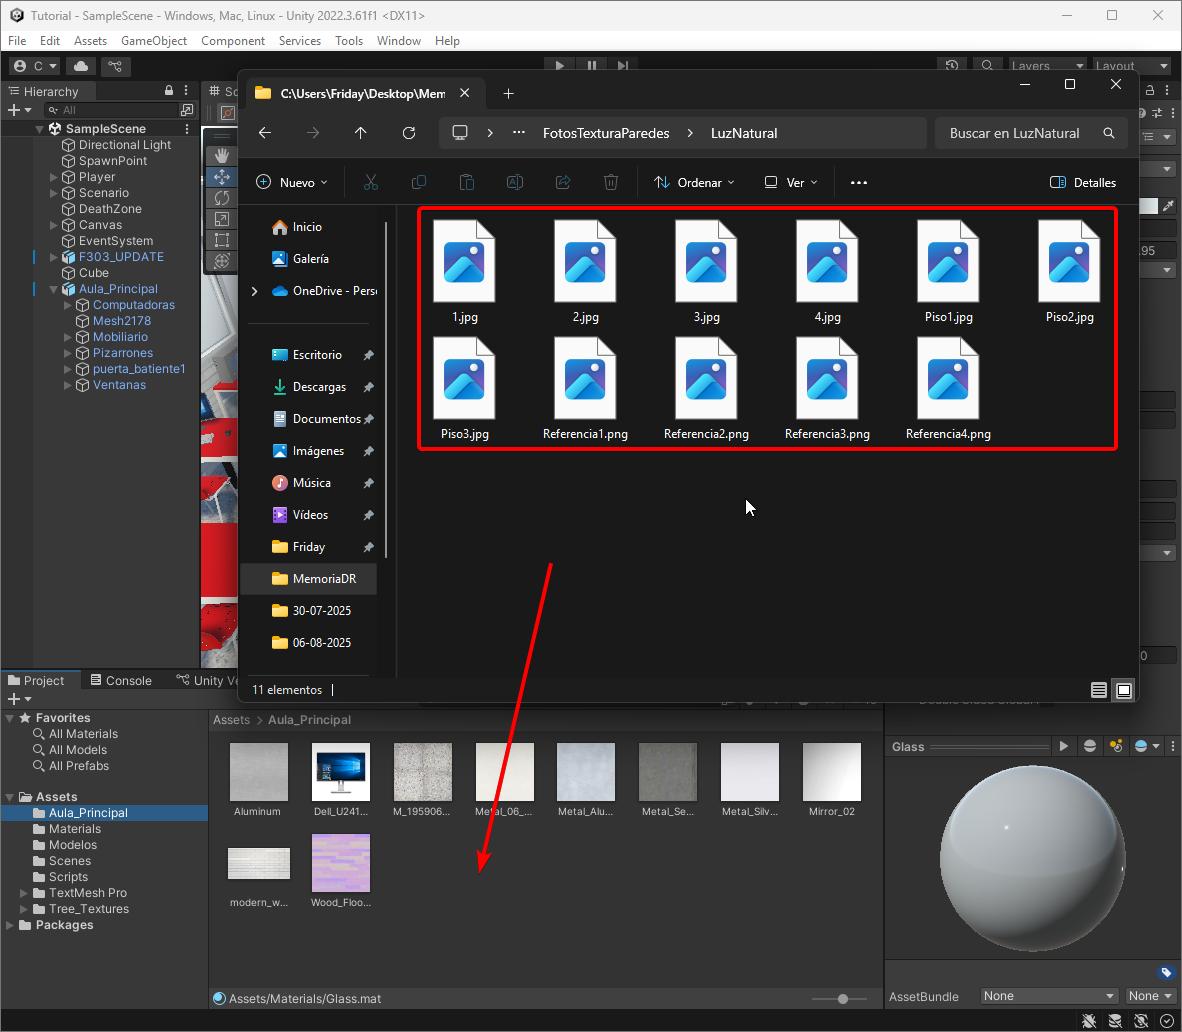 Tutorial - SampleScene - Windows, Mac, Linux - Unity 2022.3.61f1 <DX11>
File Edit Assets GameObject Component Services Tools Window Help
C
Layers Layout
Hierarchy
All
SampleScene
Directional Light
SpawnPoint
Player
Scenario
DeathZone
Canvas
EventSystem
F303_UPDATE
Cube
Aula_Principal
Computadoras
Mesh2178
Mobiliario
Pizarrones
puerta_batiente1
Ventanas
C:\Users\Friday\Desktop\Mem
FotosTexturaParedes LuzNatural
Buscar en LuzNatural
Nuevo Ordenar Ver Detalles
Inicio
Galería
OneDrive - Perso
Escritorio
Descargas
Documentos
Imágenes
Música
Vídeos
Friday
MemoriaDR
30-07-2025
06-08-2025
1.jpg 2.jpg 3.jpg 4.jpg Piso1.jpg Piso2.jpg
Piso3.jpg Referencia1.png Referencia2.png Referencia3.png Referencia4.png
11 elementos
Project Console Unity Ve
Favorites
All Materials
All Models
All Prefabs
Assets
Aula_Principal
Materials
Modelos
Scenes
Scripts
TextMesh Pro
Tree_Textures
Packages
Assets > Aula_Principal
Aluminum Dell_U241... M_195906... Metal_06_... Metal_Alu... Metal_Se... Metal_Silv... Mirror_02
modern_w... Wood_Floo...
Assets/Materials/Glass.mat
Glass
AssetBundle None None